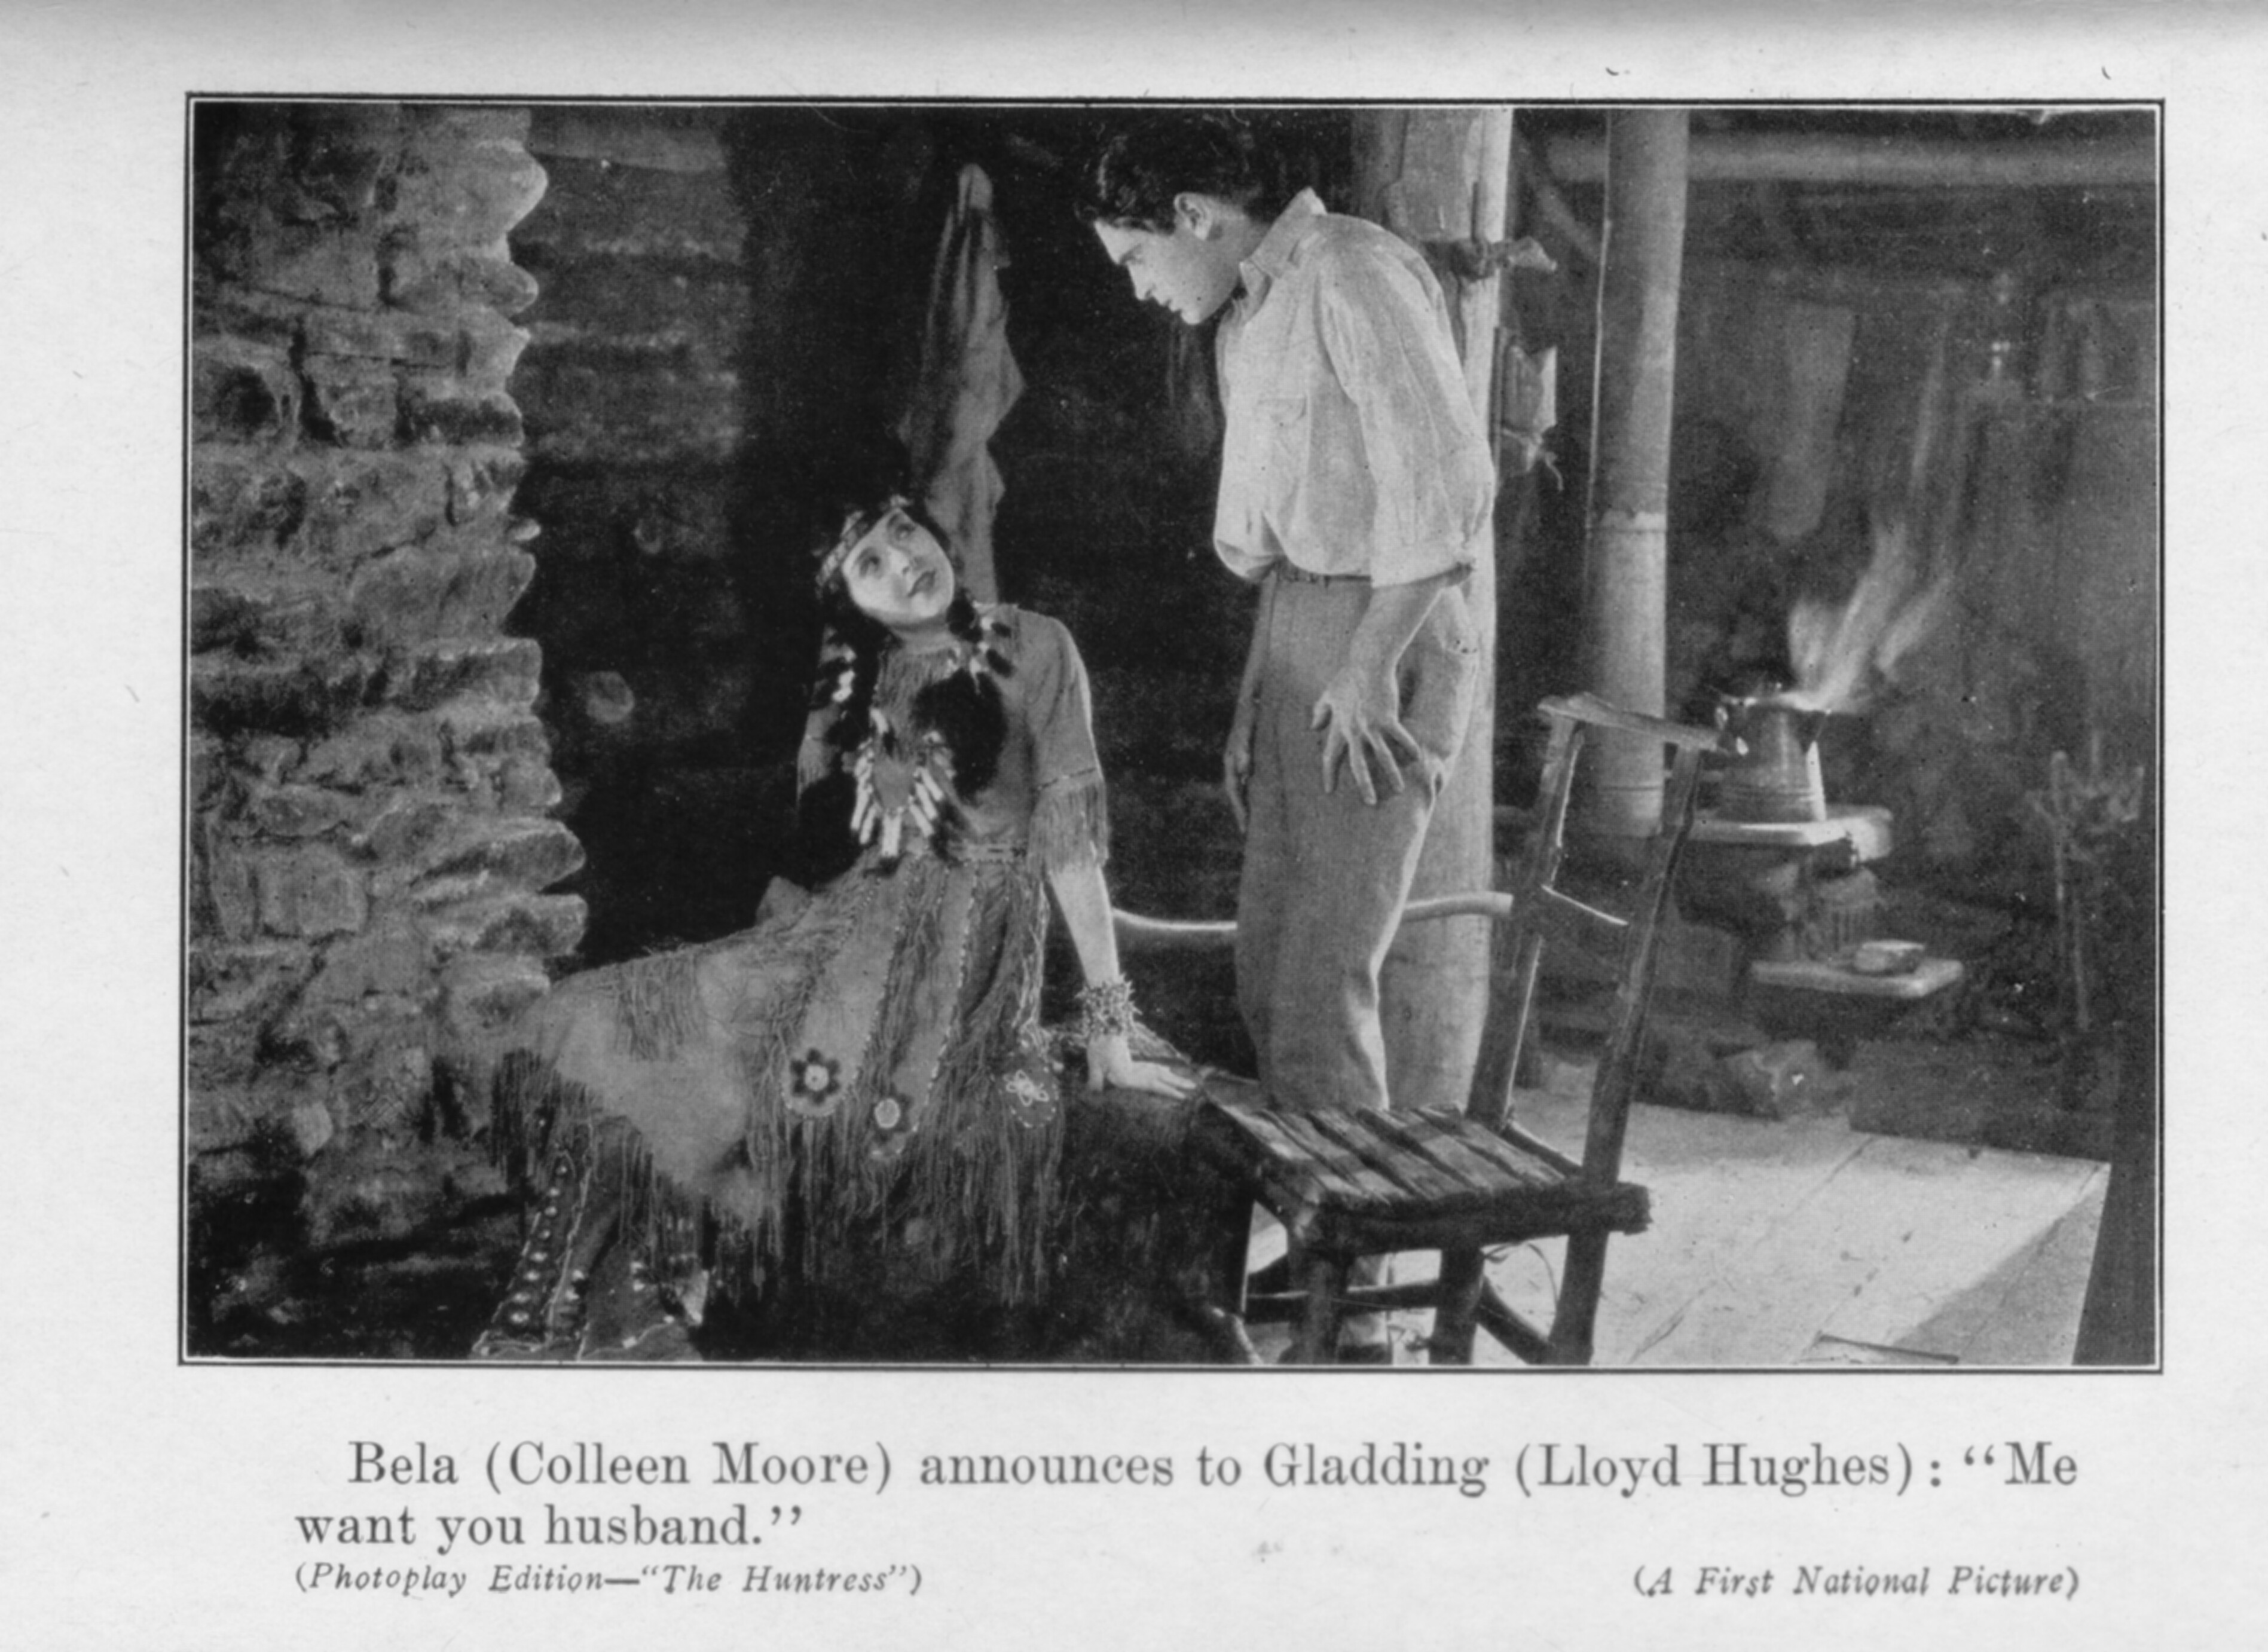 Bela (Colleen Moore) announces to Gladding (Lloyd Hughes): “Me
want you husband.”
(Photoplay Edition—“The Huntress”) (A First National Picture)